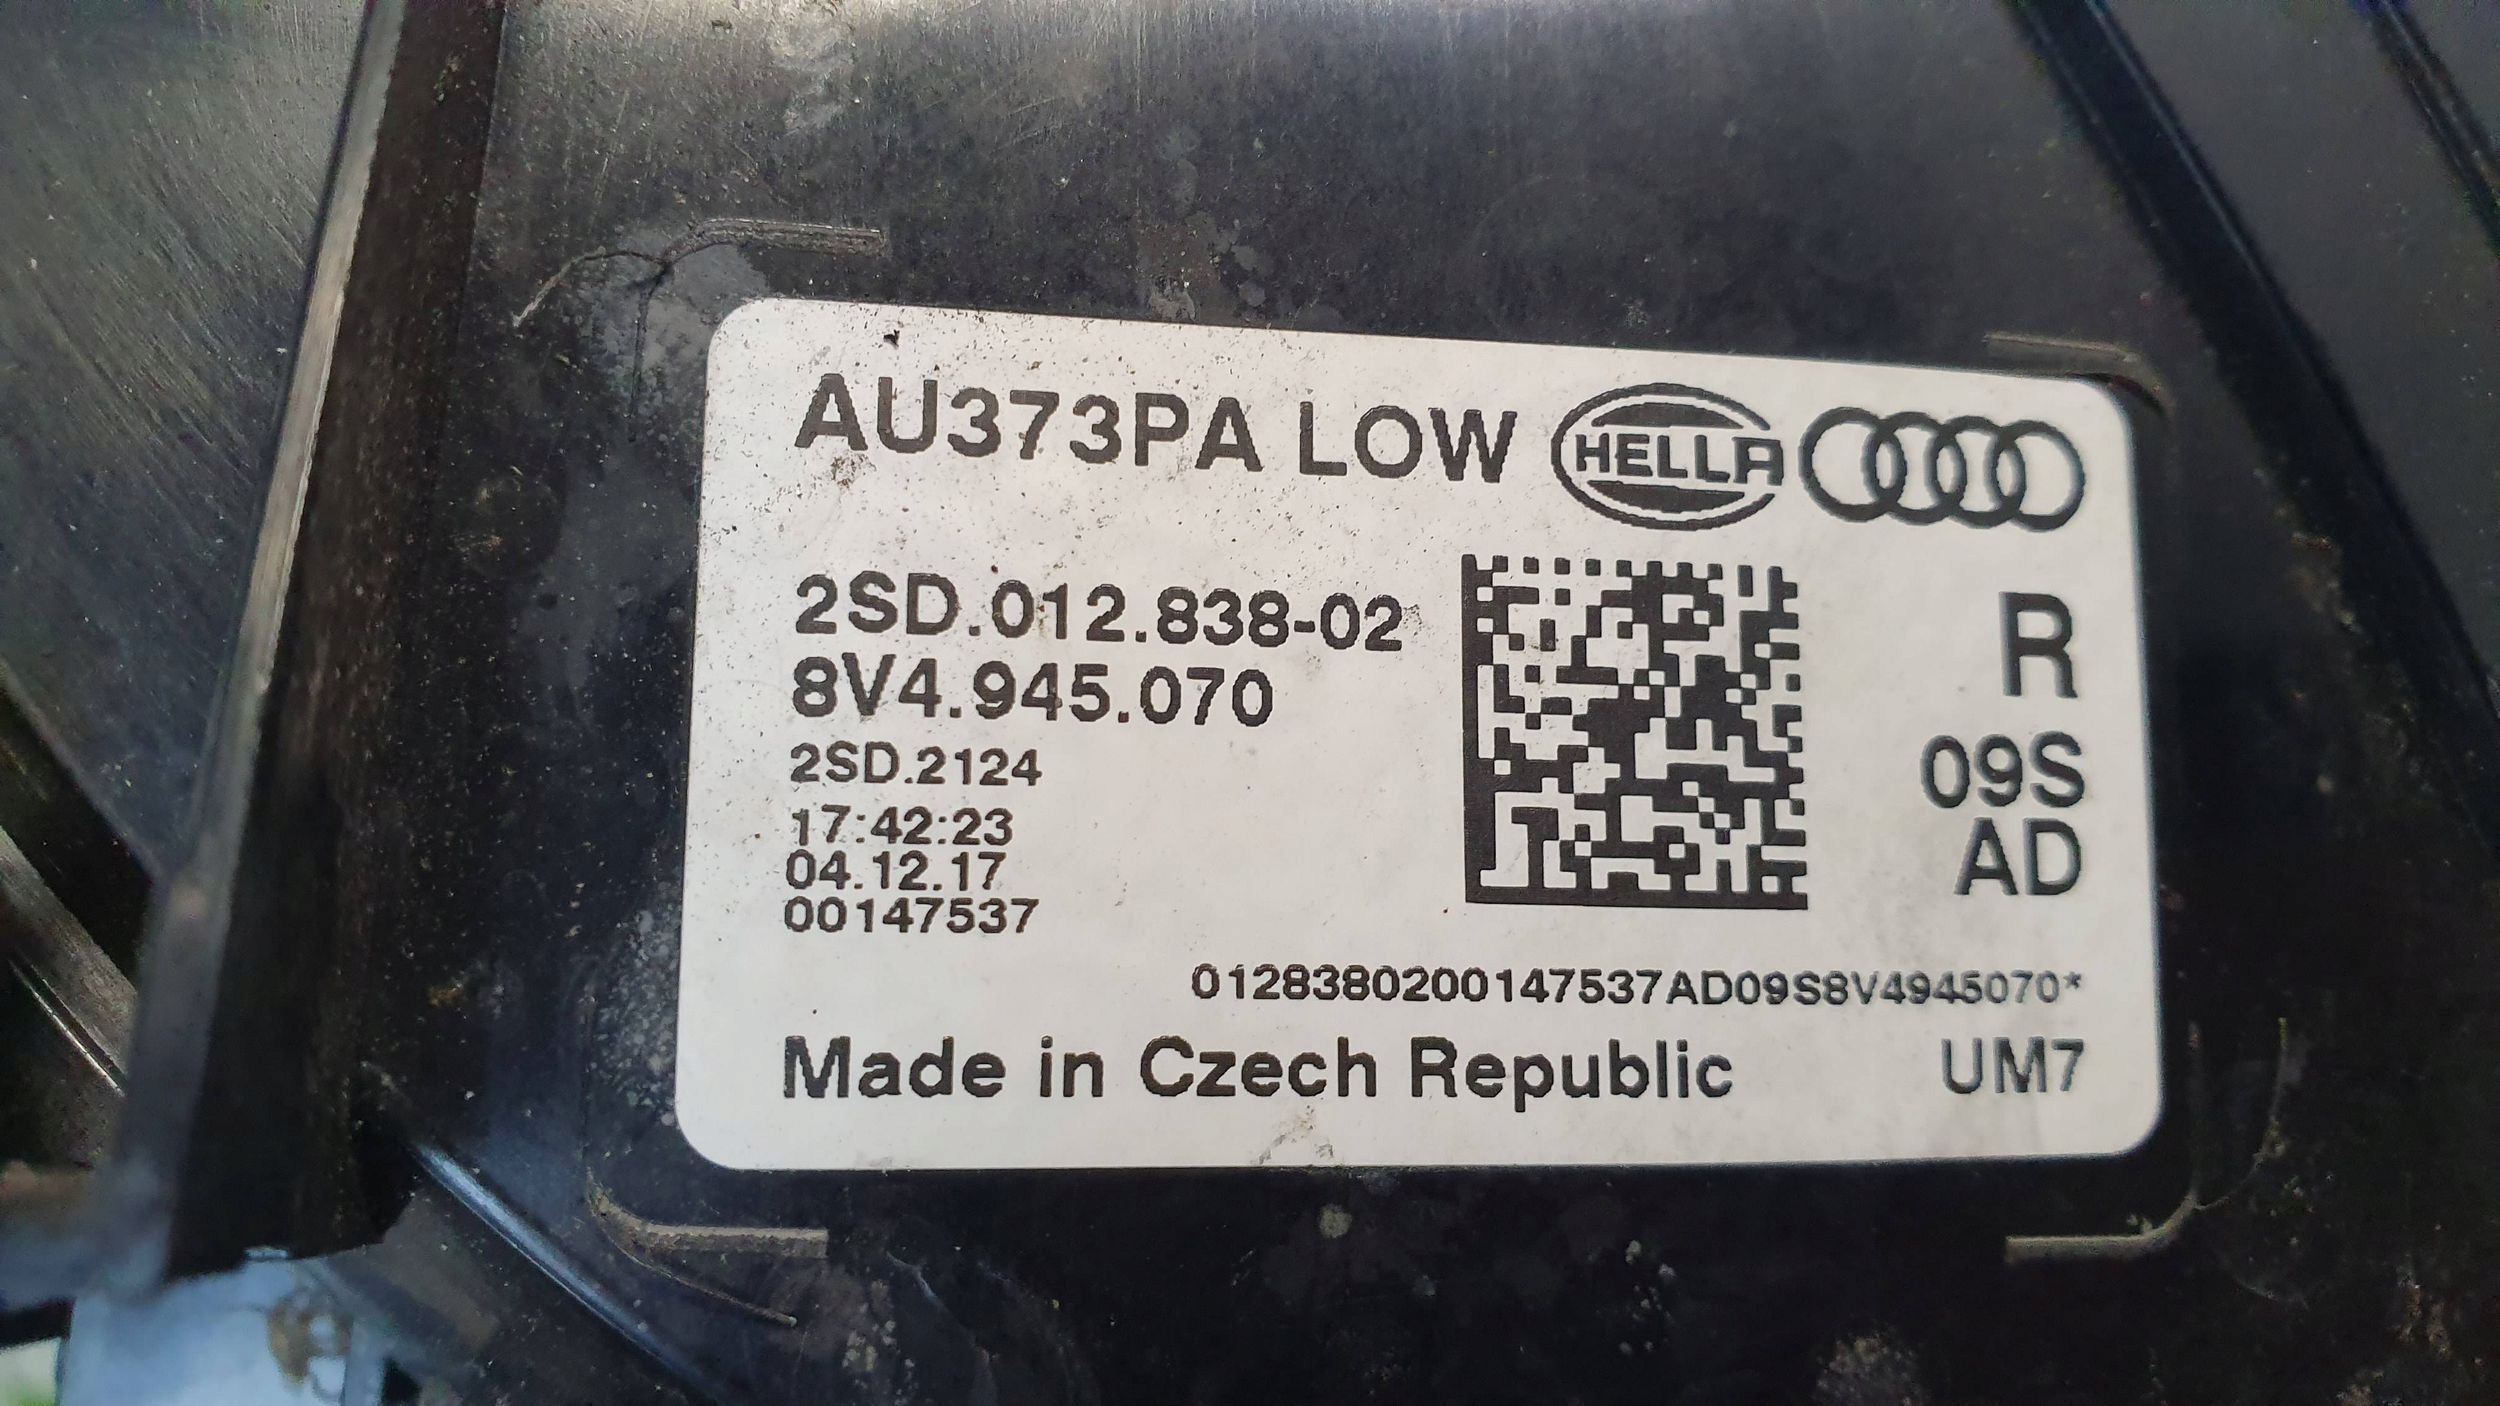 AU373PA LOW HELLA
2SD.012.838-02
8V4.945.070
R
2SD.2124
09S
17:42:23
AD
04.12.17
00147537
0128380200147537AD09S8V4945070*
Made in Czech Republic UM7